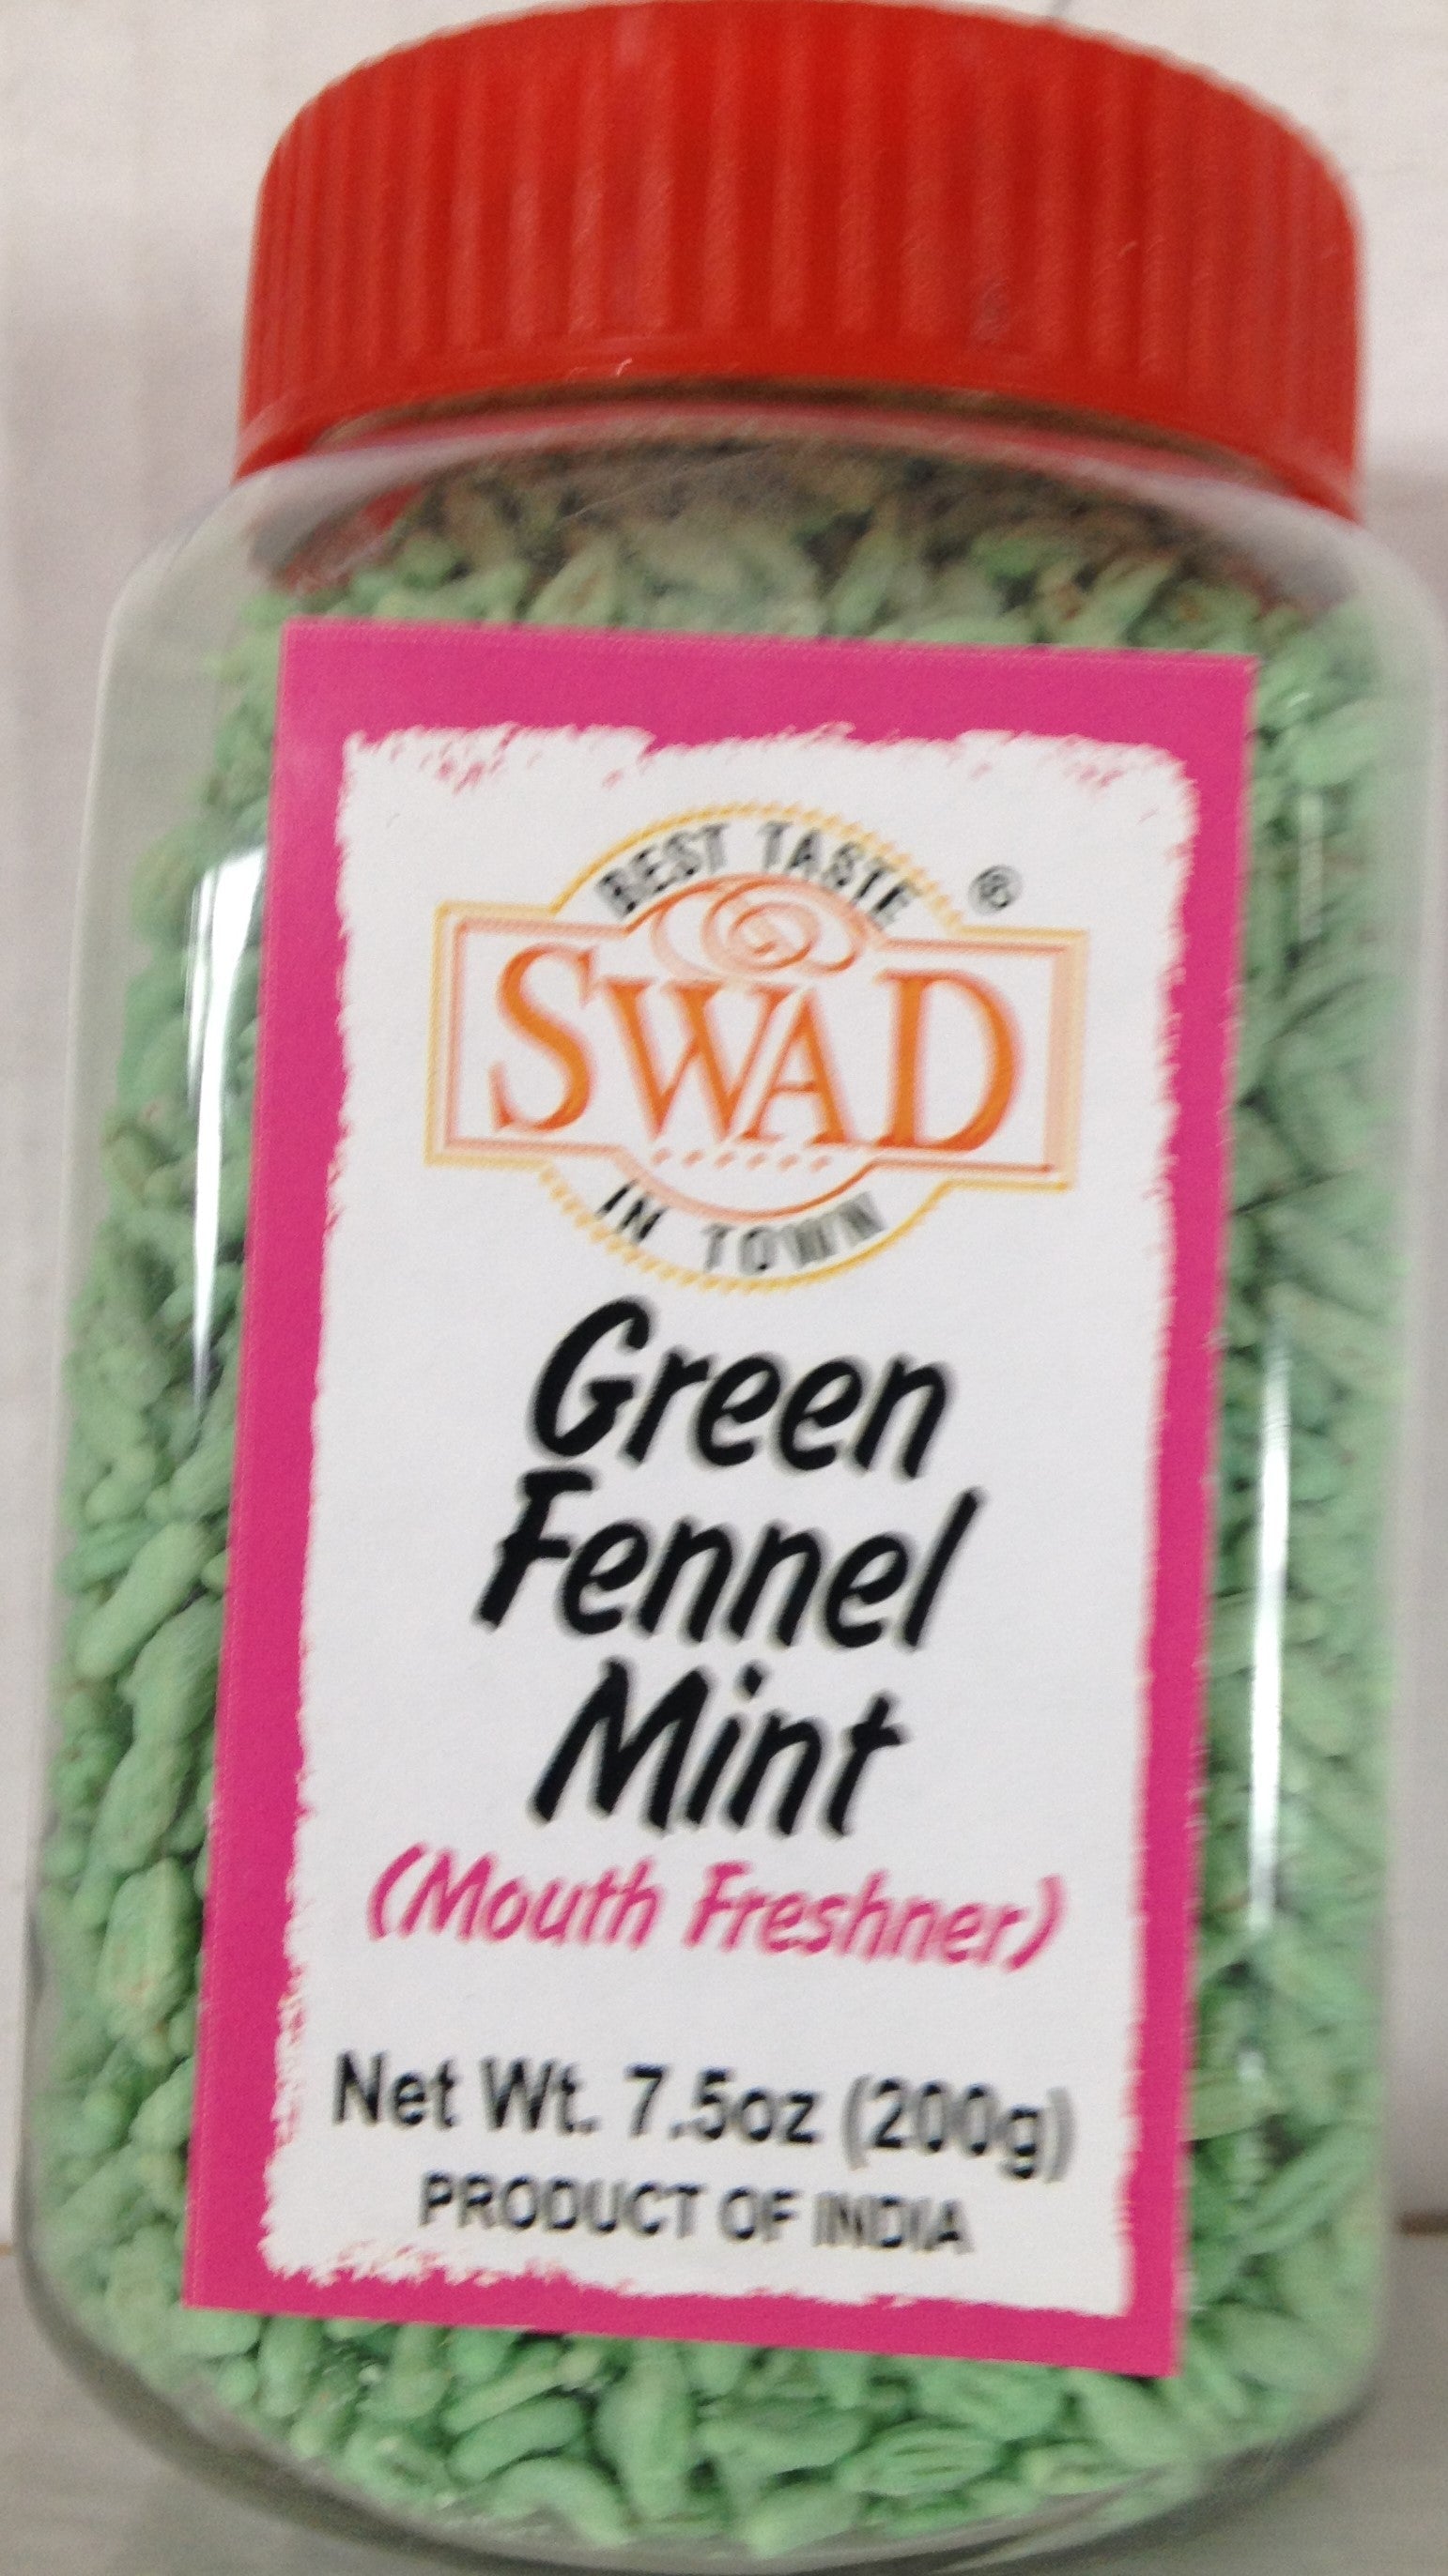 BEST TASTE
®
SWAD
IN TOWN
Green
Fennel
Mint
(Mouth Freshner)
Net Wt. 7.5oz (200g)
PRODUCT OF INDIA